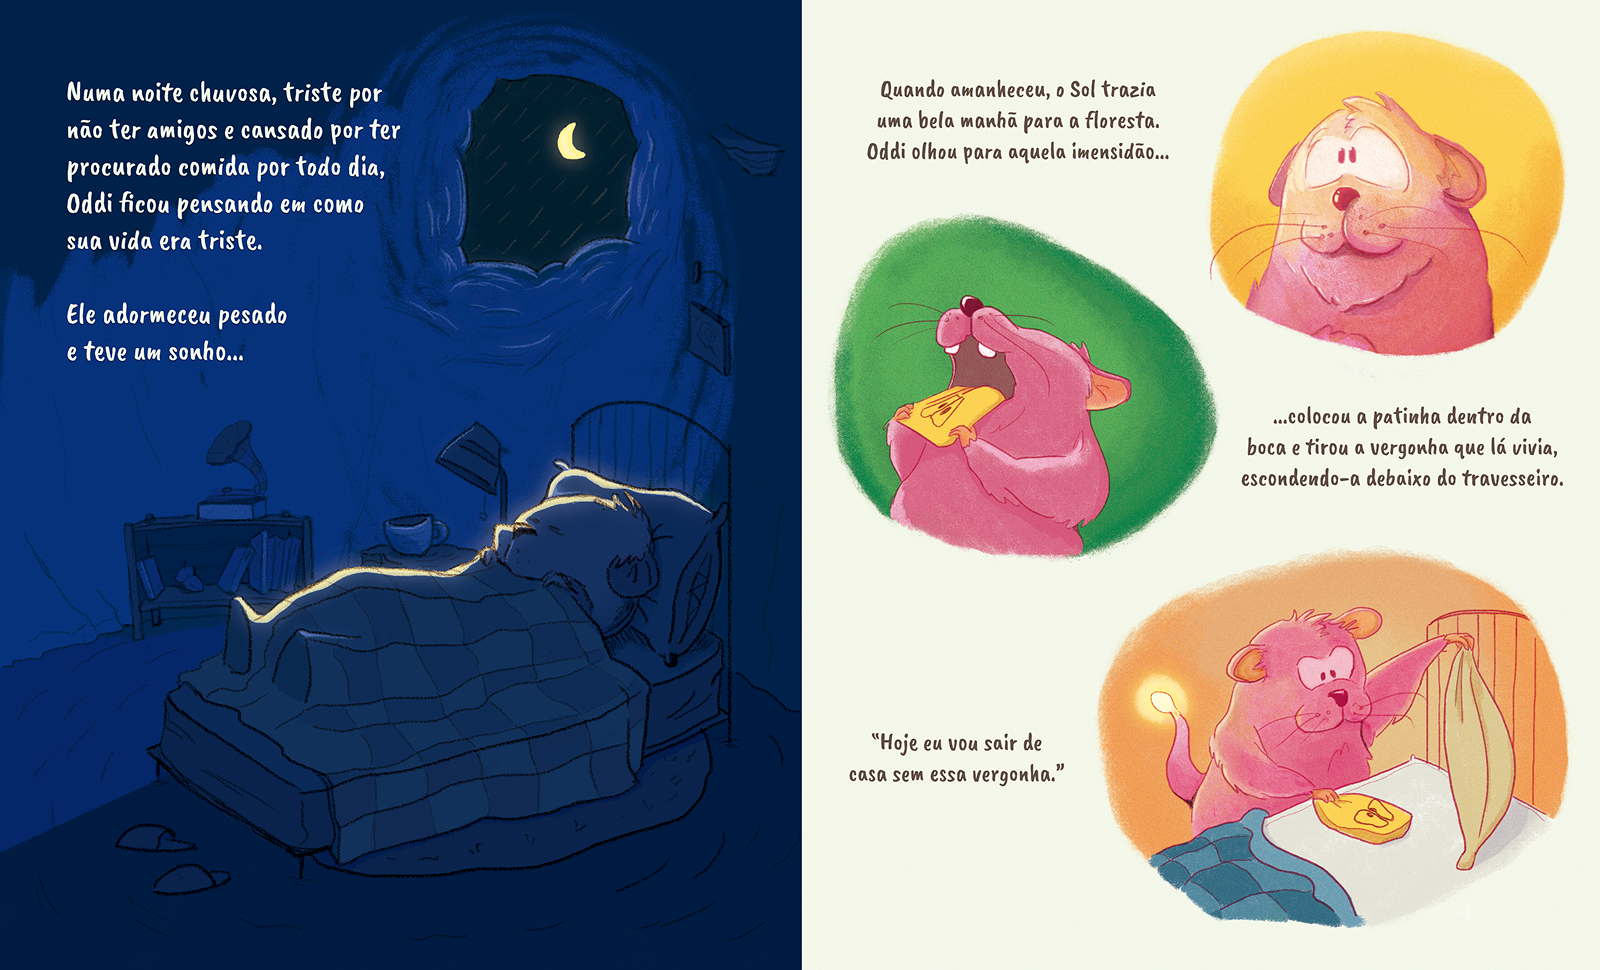 Numa noite chuvosa, triste por
não ter amigos e cansado por ter
procurado comida por todo dia,
Oddi ficou pensando em como
sua vida era triste.
Ele adormeceu pesado
e teve um sonho...
Quando amanheceu, o Sol trazia
uma bela manhã para a floresta.
Oddi olhou para aquela imensidão...
...colocou a patinha dentro da
boca e tirou a vergonha que lá vivia,
escondendo-a debaixo do travesseiro.
"Hoje eu vou sair de
casa sem essa vergonha."